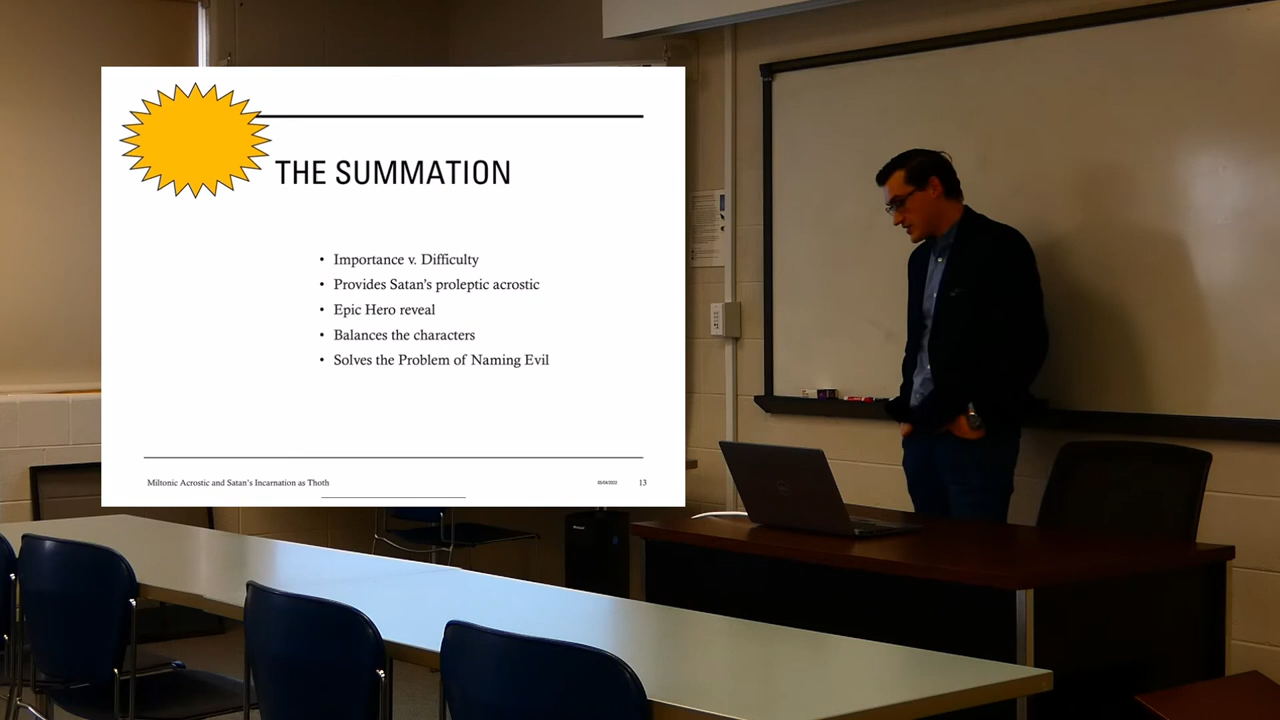 THE SUMMATION
• Importance v. Difficulty
• Provides Satan's proleptic acrostic
• Epic Hero reveal
• Balances the characters
• Solves the Problem of Naming Evil
Miltonic Acrostic and Satan's Incarnation as Thoth
13